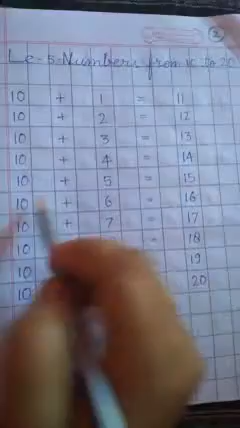 2
Le-5 Numbers from 10 to 20
10 + 1 = 11
10 + 2 = 12
10 + 3 = 13
10 + 4 = 14
10 + 5 = 15
10 + 6 = 16
10 + 7 = 17
10 = 18
10 19
10 20